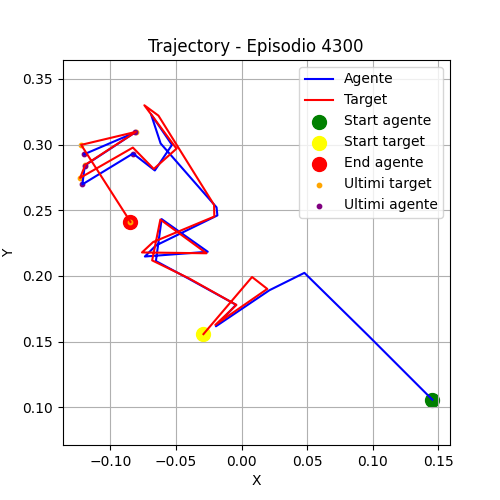 Trajectory - Episodio 4300
Y
0.35
0.30
0.25
0.20
0.15
0.10
Agente
Target
Start agente
Start target
End agente
Ultimi target
Ultimi agente
−0.10
−0.05
0.00
0.05
0.10
0.15
X